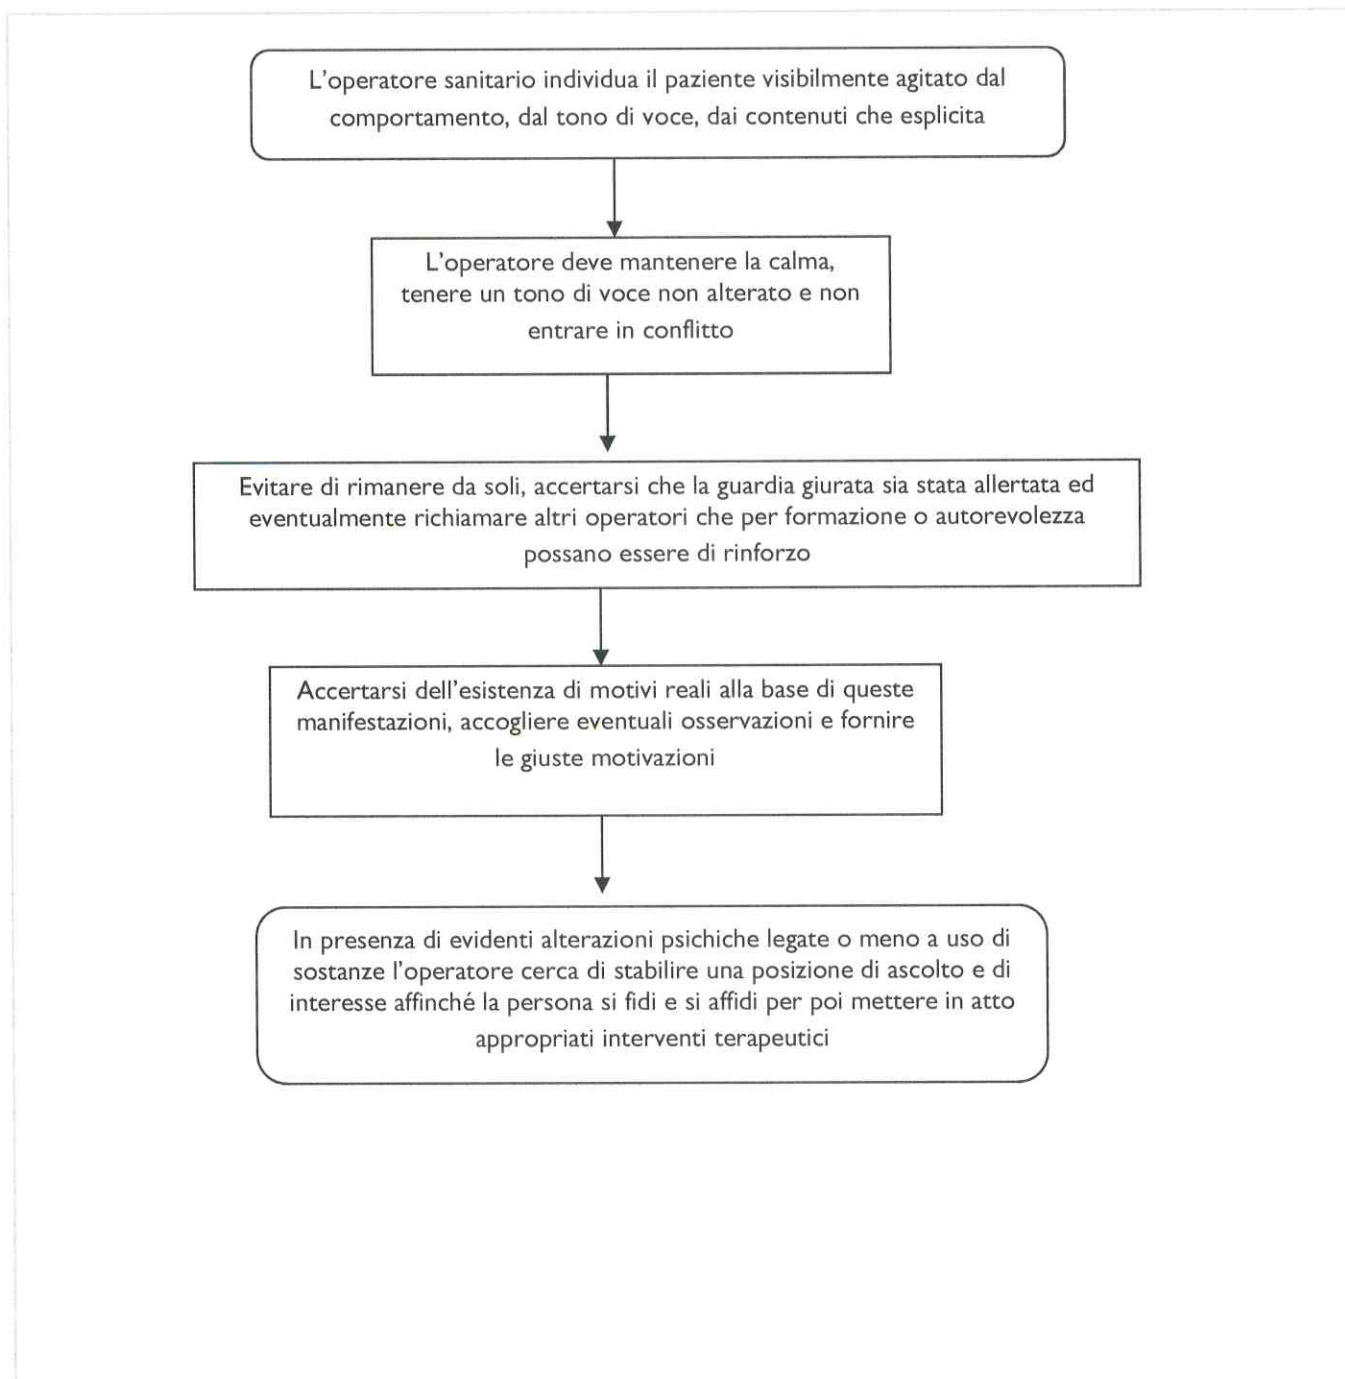 L'operatore sanitario individua il paziente visibilmente agitato dal
comportamento, dal tono di voce, dai contenuti che esplicita
L'operatore deve mantenere la calma,
tenere un tono di voce non alterato e non
entrare in conflitto
Evitare di rimanere da soli, accertarsi che la guardia giurata sia stata allertata ed
eventualmente richiamare altri operatori che per formazione o autorevolezza
possano essere di rinforzo
Accertarsi dell'esistenza di motivi reali alla base di queste
manifestazioni, accogliere eventuali osservazioni e fornire
le giuste motivazioni
In presenza di evidenti alterazioni psichiche legate o meno a uso di
sostanze l'operatore cerca di stabilire una posizione di ascolto e di
interesse affinché la persona si fidi e si affidi per poi mettere in atto
appropriati interventi terapeutici